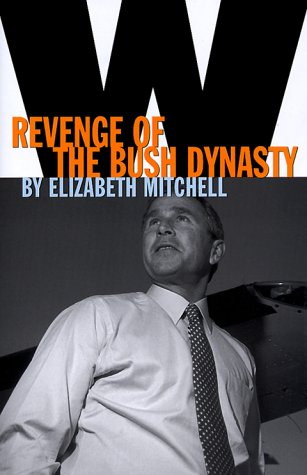 W
REVENGE OF
THE BUSH DYNASTY
BY ELIZABETH MITCHELL